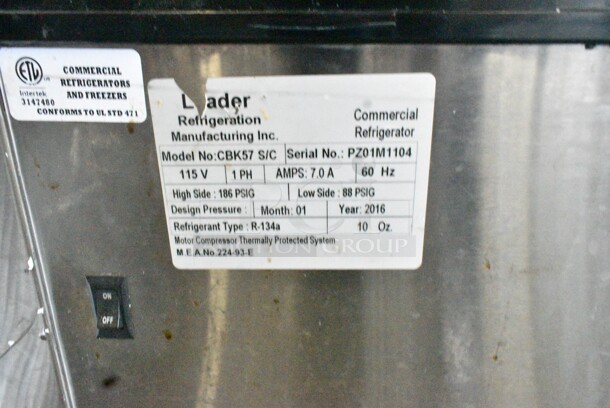 ETL
Intertek
3147480
COMMERCIAL
REFRIGERATORS
AND FREEZERS
CONFORMS TO UL STD 471
L ader
Refrigeration
Manufacturing Inc.
Commercial
Refrigerator
Model No:CBK57 S/C Serial No.: PZ01M1104
115 V 1 PH AMPS: 7.0 A 60 Hz
High Side : 186 PSIG Low Side : 88 PSIG
Design Pressure : Month: 01 Year: 2016
Refrigerant Type : R-134a 10 Oz.
Motor Compressor Thermally Protected System
M.E.A.No.224-93-E
GROUP
ON
OFF